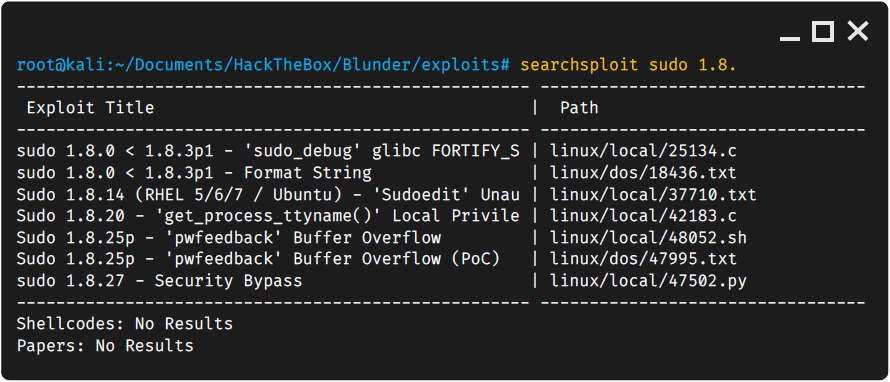 root@kali:~/Documents/HackTheBox/Blunder/exploits# searchsploit sudo 1.8.
---------------------------------------------------- ---------------------------------
 Exploit Title                                      |  Path
---------------------------------------------------- ---------------------------------
sudo 1.8.0 < 1.8.3p1 - 'sudo_debug' glibc FORTIFY_S | linux/local/25134.c
sudo 1.8.0 < 1.8.3p1 - Format String                | linux/dos/18436.txt
Sudo 1.8.14 (RHEL 5/6/7 / Ubuntu) - 'Sudoedit' Unau | linux/local/37710.txt
Sudo 1.8.20 - 'get_process_ttyname()' Local Privile | linux/local/42183.c
Sudo 1.8.25p - 'pwfeedback' Buffer Overflow         | linux/local/48052.sh
Sudo 1.8.25p - 'pwfeedback' Buffer Overflow (PoC)   | linux/dos/47995.txt
sudo 1.8.27 - Security Bypass                       | linux/local/47502.py
---------------------------------------------------- ---------------------------------
Shellcodes: No Results
Papers: No Results